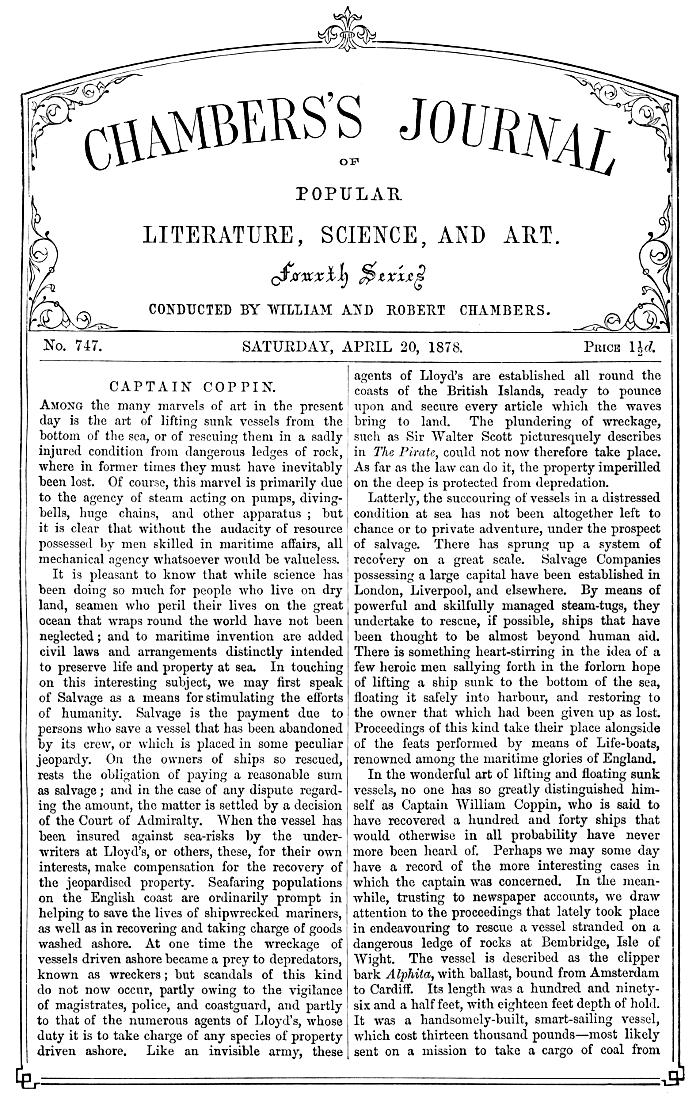 CHAMBERS'S JOURNAL
OF
POPULAR
LITERATURE, SCIENCE, AND ART.
Fourth Series
CONDUCTED BY WILLIAM AND ROBERT CHAMBERS.
No. 747.
SATURDAY, APRIL 20, 1878.
PRICE 1½d.
CAPTAIN COPPIN.
AMONG the many marvels of art in the present
day is the art of lifting sunk vessels from the
bottom of the sea, or of rescuing them in a sadly
injured condition from dangerous ledges of rock,
where in former times they must have inevitably
been lost. Of course, this marvel is primarily due
to the agency of steam acting on pumps, diving-
bells, huge chains, and other apparatus; but
it is clear that without the audacity of resource
possessed by men skilled in maritime affairs, all
mechanical agency whatsoever would be valueless.
It is pleasant to know that while science has
been doing so much for people who live on dry
land, seamen who peril their lives on the great
ocean that wraps round the world have not been
neglected; and to maritime invention are added
civil laws and arrangements distinctly intended
to preserve life and property at sea. In touching
on this interesting subject, we may first speak
of Salvage as a means for stimulating the efforts
of humanity. Salvage is the payment due to
persons who save a vessel that has been abandoned
by its crew, or which is placed in some peculiar
jeopardy. On the owners of ships so rescued,
rests the obligation of paying a reasonable sum
as salvage; and in the case of any dispute regard-
ing the amount, the matter is settled by a decision
of the Court of Admiralty. When the vessel has
been insured against sea-risks by the under-
writers at Lloyd's, or others, these, for their own
interests, make compensation for the recovery of
the jeopardised property. Seafaring populations
on the English coast are ordinarily prompt in
helping to save the lives of shipwrecked mariners,
as well as in recovering and taking charge of goods
washed ashore. At one time the wreckage of
vessels driven ashore became a prey to depredators,
known as wreckers; but scandals of this kind
do not now occur, partly owing to the vigilance
of magistrates, police, and coastguard, and partly
to that of the numerous agents of Lloyd's, whose
duty it is to take charge of any species of property
driven ashore. Like an invisible army, these
agents of Lloyd's are established all round the
coasts of the British Islands, ready to pounce
upon and secure every article which the waves
bring to land. The plundering of wreckage,
such as Sir Walter Scott picturesquely describes
in The Pirate, could not now therefore take place.
As far as the law can do it, the property imperilled
on the deep is protected from depredation.
Latterly, the succouring of vessels in a distressed
condition at sea has not been altogether left to
chance or to private adventure, under the prospect
of salvage. There has sprung up a system of
recovery on a great scale. Salvage Companies
possessing a large capital have been established in
London, Liverpool, and elsewhere. By means of
powerful and skilfully managed steam-tugs, they
undertake to rescue, if possible, ships that have
been thought to be almost beyond human aid.
There is something heart-stirring in the idea of a
few heroic men sallying forth in the forlorn hope
of lifting a ship sunk to the bottom of the sea,
floating it safely into harbour, and restoring to
the owner that which had been given up as lost.
Proceedings of this kind take their place alongside
of the feats performed by means of Life-boats,
renowned among the maritime glories of England.
In the wonderful art of lifting and floating sunk
vessels, no one has so greatly distinguished him-
self as Captain William Coppin, who is said to
have recovered a hundred and forty ships that
would otherwise in all probability have never
more been heard of. Perhaps we may some day
have a record of the more interesting cases in
which the captain was concerned. In the mean-
while, trusting to newspaper accounts, we draw
attention to the proceedings that lately took place
in endeavouring to rescue a vessel stranded on a
dangerous ledge of rocks at Bembridge, Isle of
Wight. The vessel is described as the clipper
bark Alphita, with ballast, bound from Amsterdam
to Cardiff. Its length was a hundred and ninety-
six and a half feet, with eighteen feet depth of hold.
It was a handsomely-built, smart-sailing vessel,
which cost thirteen thousand pounds—most likely
sent on a mission to take a cargo of coal from